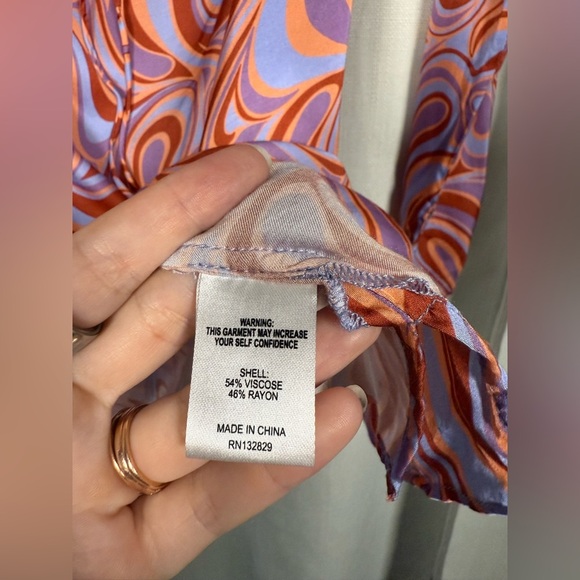 WARNING:
THIS GARMENT MAY INCREASE
YOUR SELF CONFIDENCE
SHELL:
54% VISCOSE
46% RAYON
MADE IN CHINA
RN132829